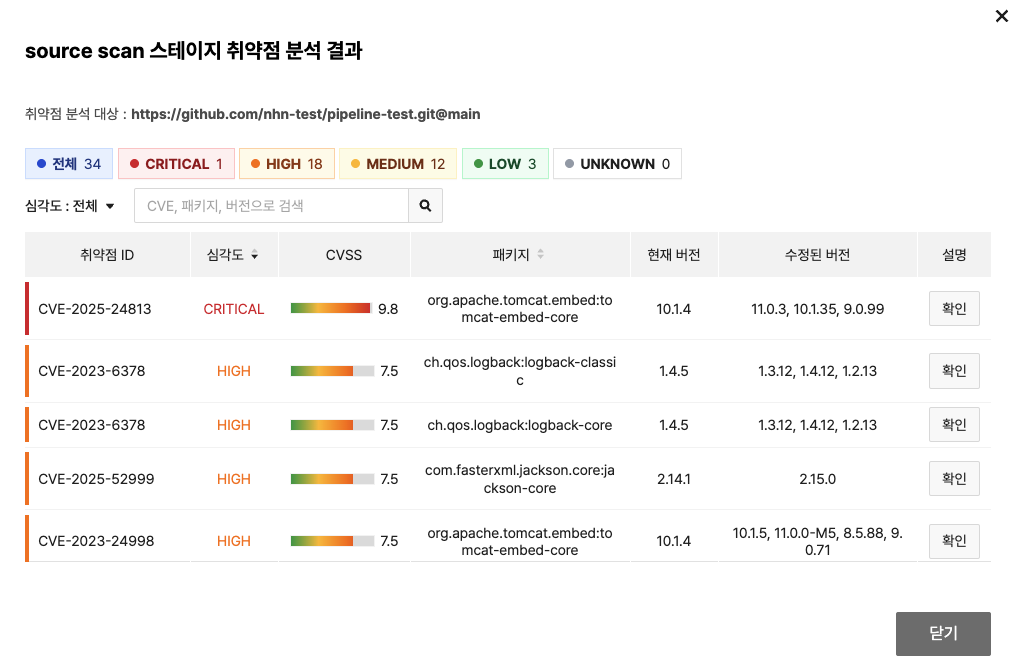 source scan 스테이지 취약점 분석 결과
취약점 분석 대상 : https://github.com/nhn-test/pipeline-test.git@main
전체 34 CRITICAL 1 HIGH 18 MEDIUM 12 LOW 3 UNKNOWN 0
심각도 : 전체 CVE, 패키지, 버전으로 검색
취약점 ID 심각도 CVSS 패키지 현재 버전 수정된 버전 설명
CVE-2025-24813 CRITICAL 9.8 org.apache.tomcat.embed:to
mcat-embed-core 10.1.4 11.0.3, 10.1.35, 9.0.99 확인
CVE-2023-6378 HIGH 7.5 ch.qos.logback:logback-classi
c 1.4.5 1.3.12, 1.4.12, 1.2.13 확인
CVE-2023-6378 HIGH 7.5 ch.qos.logback:logback-core 1.4.5 1.3.12, 1.4.12, 1.2.13 확인
CVE-2025-52999 HIGH 7.5 com.fasterxml.jackson.core:ja
ckson-core 2.14.1 2.15.0 확인
CVE-2023-24998 HIGH 7.5 org.apache.tomcat.embed:to
mcat-embed-core 10.1.4 10.1.5, 11.0.0-M5, 8.5.88, 9.
0.71 확인
닫기